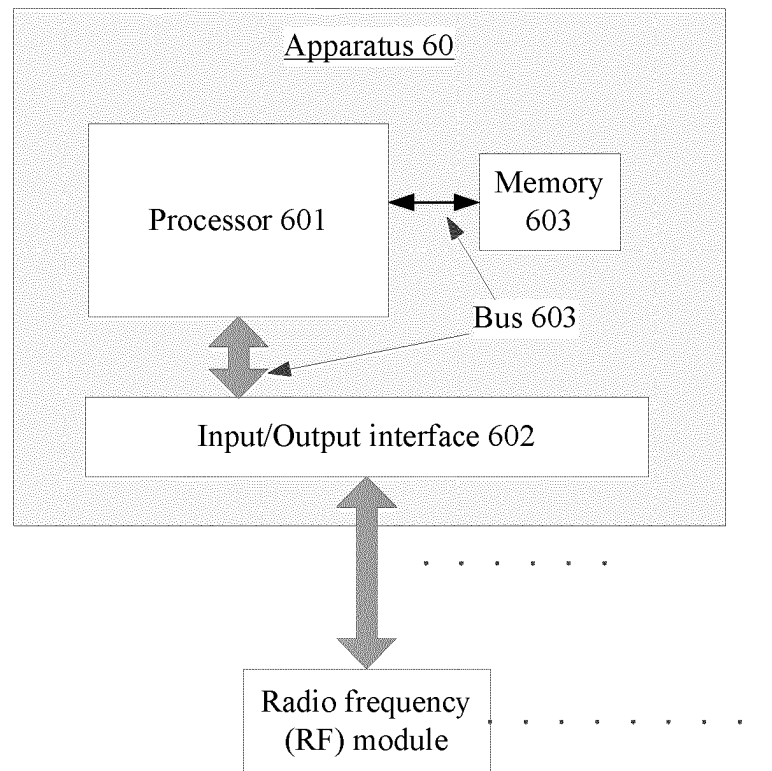 Apparatus 60
Processor 601
Memory
603
Bus 603
Input/Output interface 602
Radio frequency
(RF) module